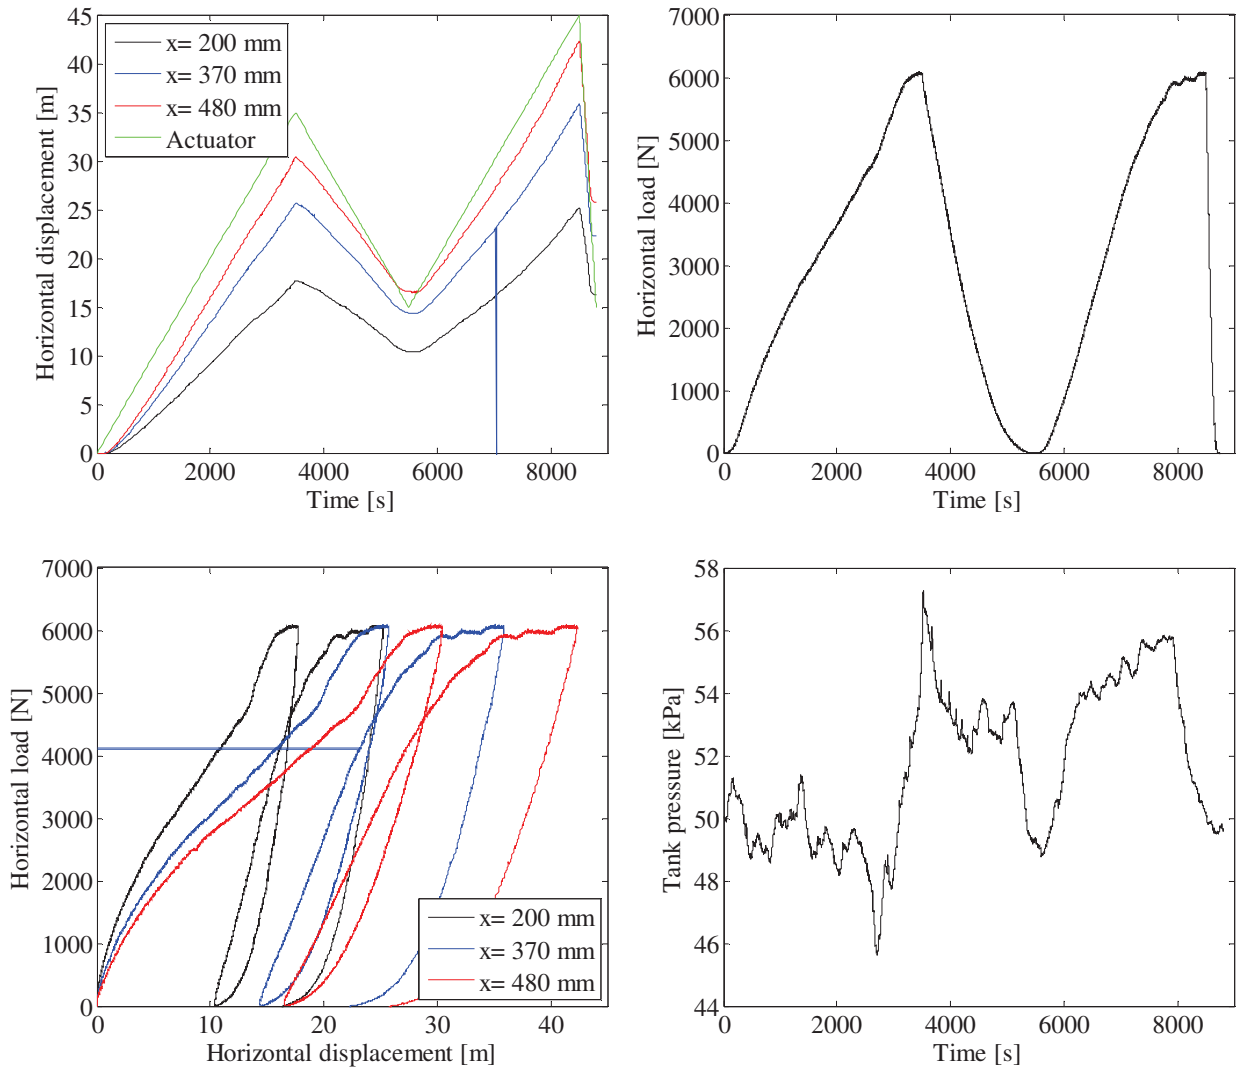 45
40
35
30
25
20
15
10
5
0
Horizontal displacement [m]
x= 200 mm
x= 370 mm
x= 480 mm
Actuator
0 2000 4000 6000 8000
Time [s]
7000
6000
5000
4000
3000
2000
1000
0
Horizontal load [N]
0 2000 4000 6000 8000
Time [s]
7000
6000
5000
4000
3000
2000
1000
0
Horizontal load [N]
x= 200 mm
x= 370 mm
x= 480 mm
0 10 20 30 40
Horizontal displacement [m]
58
56
54
52
50
48
46
44
Tank pressure [kPa]
0 2000 4000 6000 8000
Time [s]